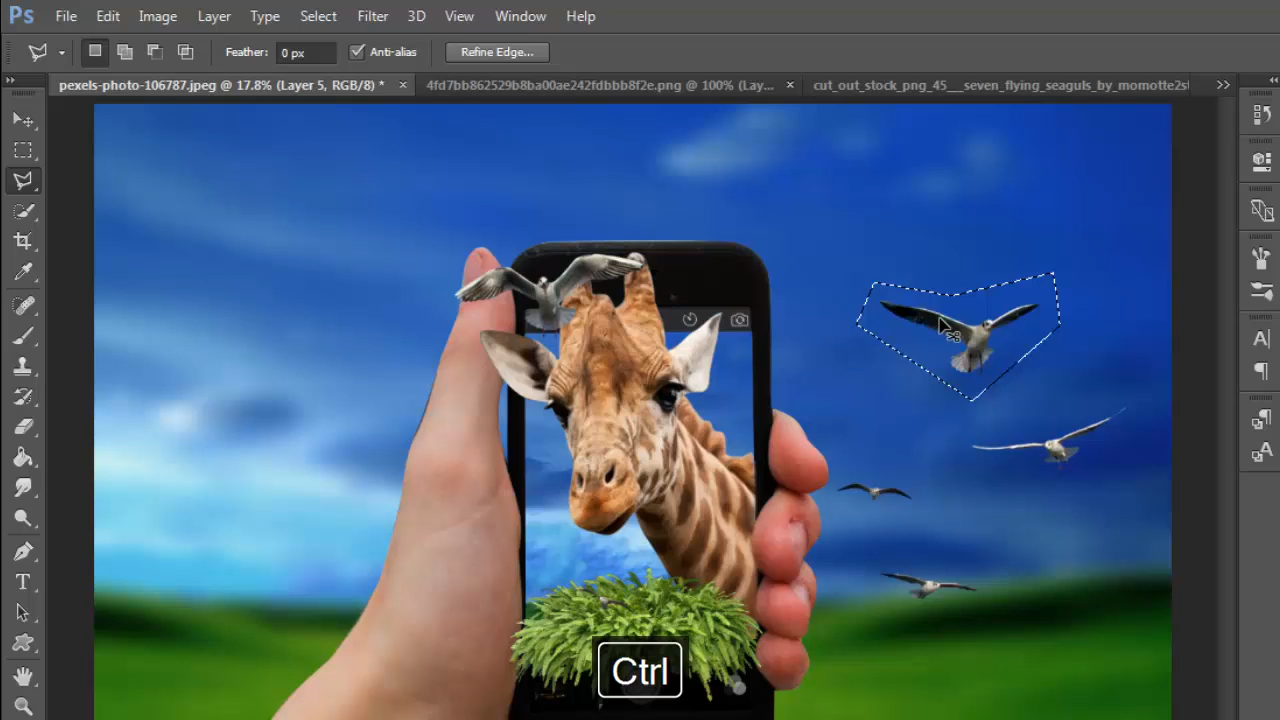 Ps File Edit Image Layer Type Select Filter 3D View Window Help
Feather: 0 px Anti-alias Refine Edge...
pexels-photo-106787.jpeg @ 17.8% (Layer 5, RGB/8) * × 4fd7bb862529b8ba00ae242fdbbb8f2e.png @ 100% (Lay... × cut_out_stock_png_45__seven_flying_seaguls_by_momotte2st
Ctrl